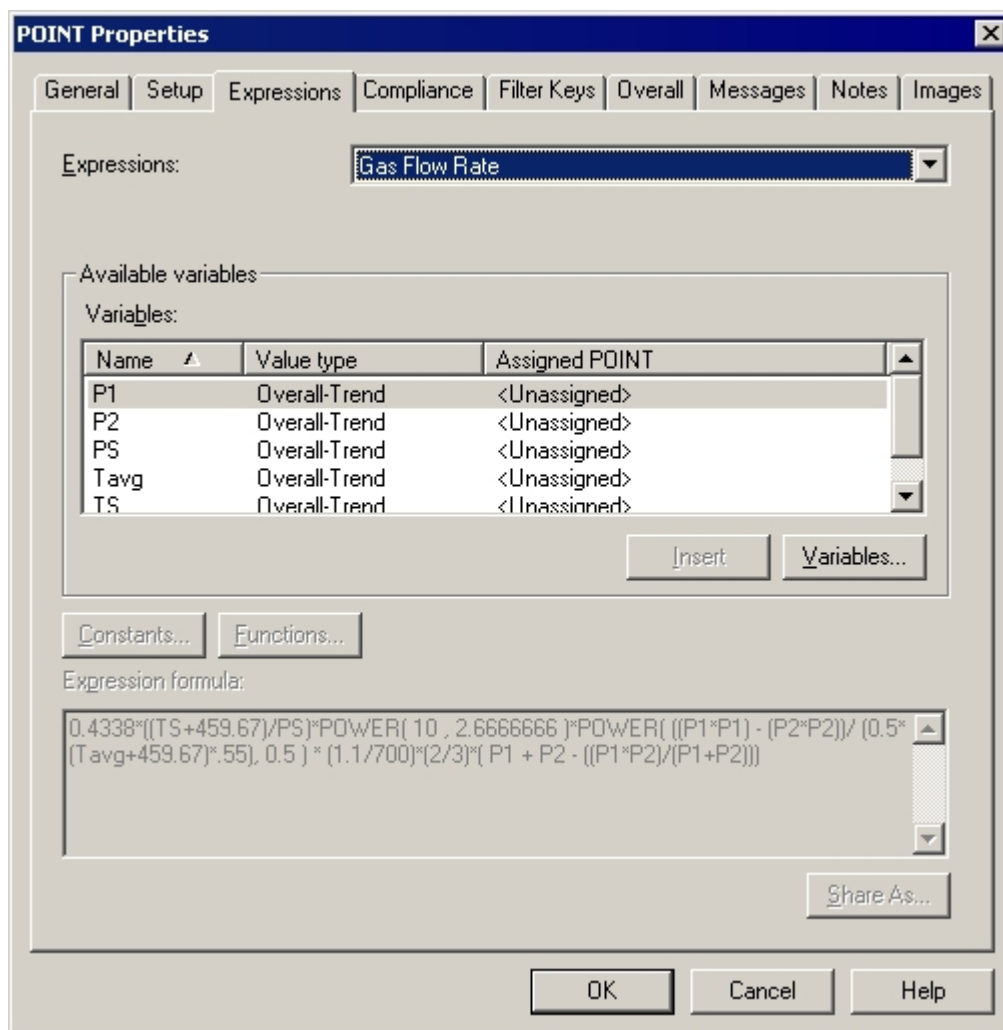 POINT Properties
General Setup Expressions Compliance Filter Keys Overall Messages Notes Images
Expressions: Gas Flow Rate
Available variables
Variables:
Name Value type Assigned POINT
P1 Overall-Trend <Unassigned>
P2 Overall-Trend <Unassigned>
PS Overall-Trend <Unassigned>
Tavg Overall-Trend <Unassigned>
TS Overall-Trend <Unassigned>
Insert Variables...
Constants... Functions...
Expression formula:
0.4338*((TS+459.67)/PS)*POWER( 10 , 2.6666666 )*POWER( ((P1*P1) - (P2*P2))/ (0.5*
(Tavg+459.67)*.55), 0.5 ) * (1.1/700)*(2/3)*( P1 + P2 - ((P1*P2)/(P1+P2)))
Share As...
OK Cancel Help